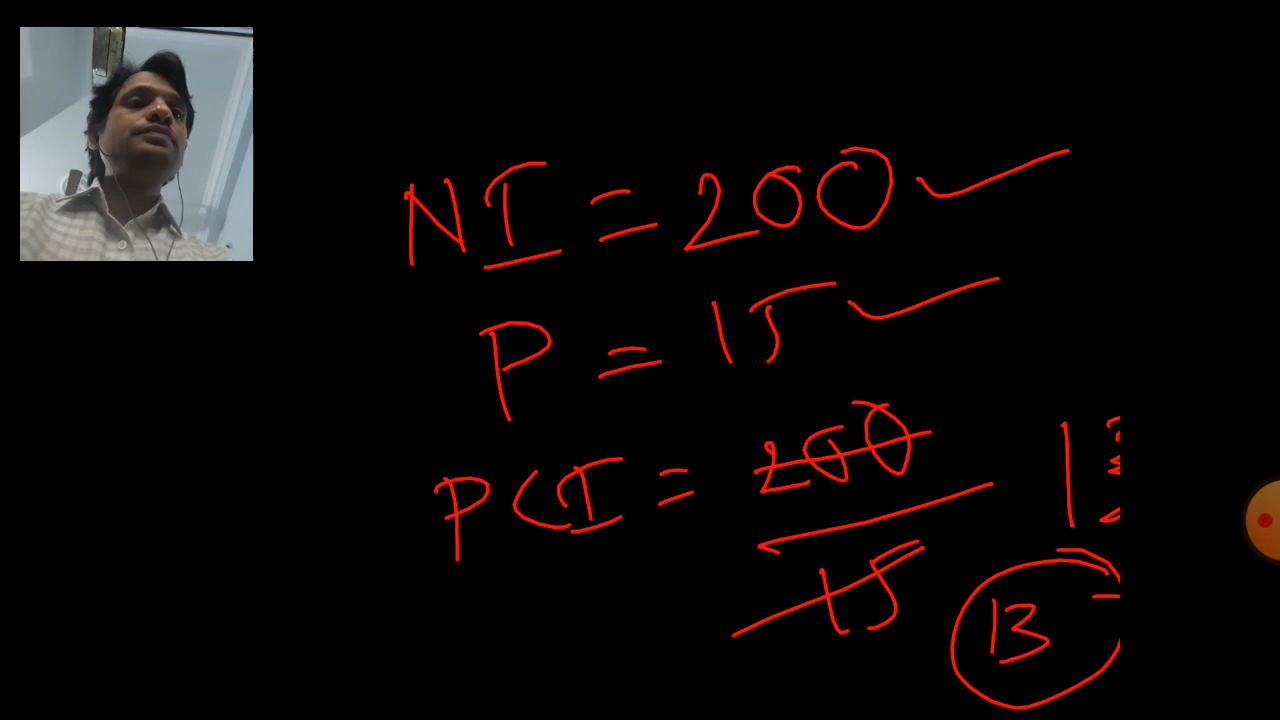 NI = 200
P = 15
PCI = 200
15
13